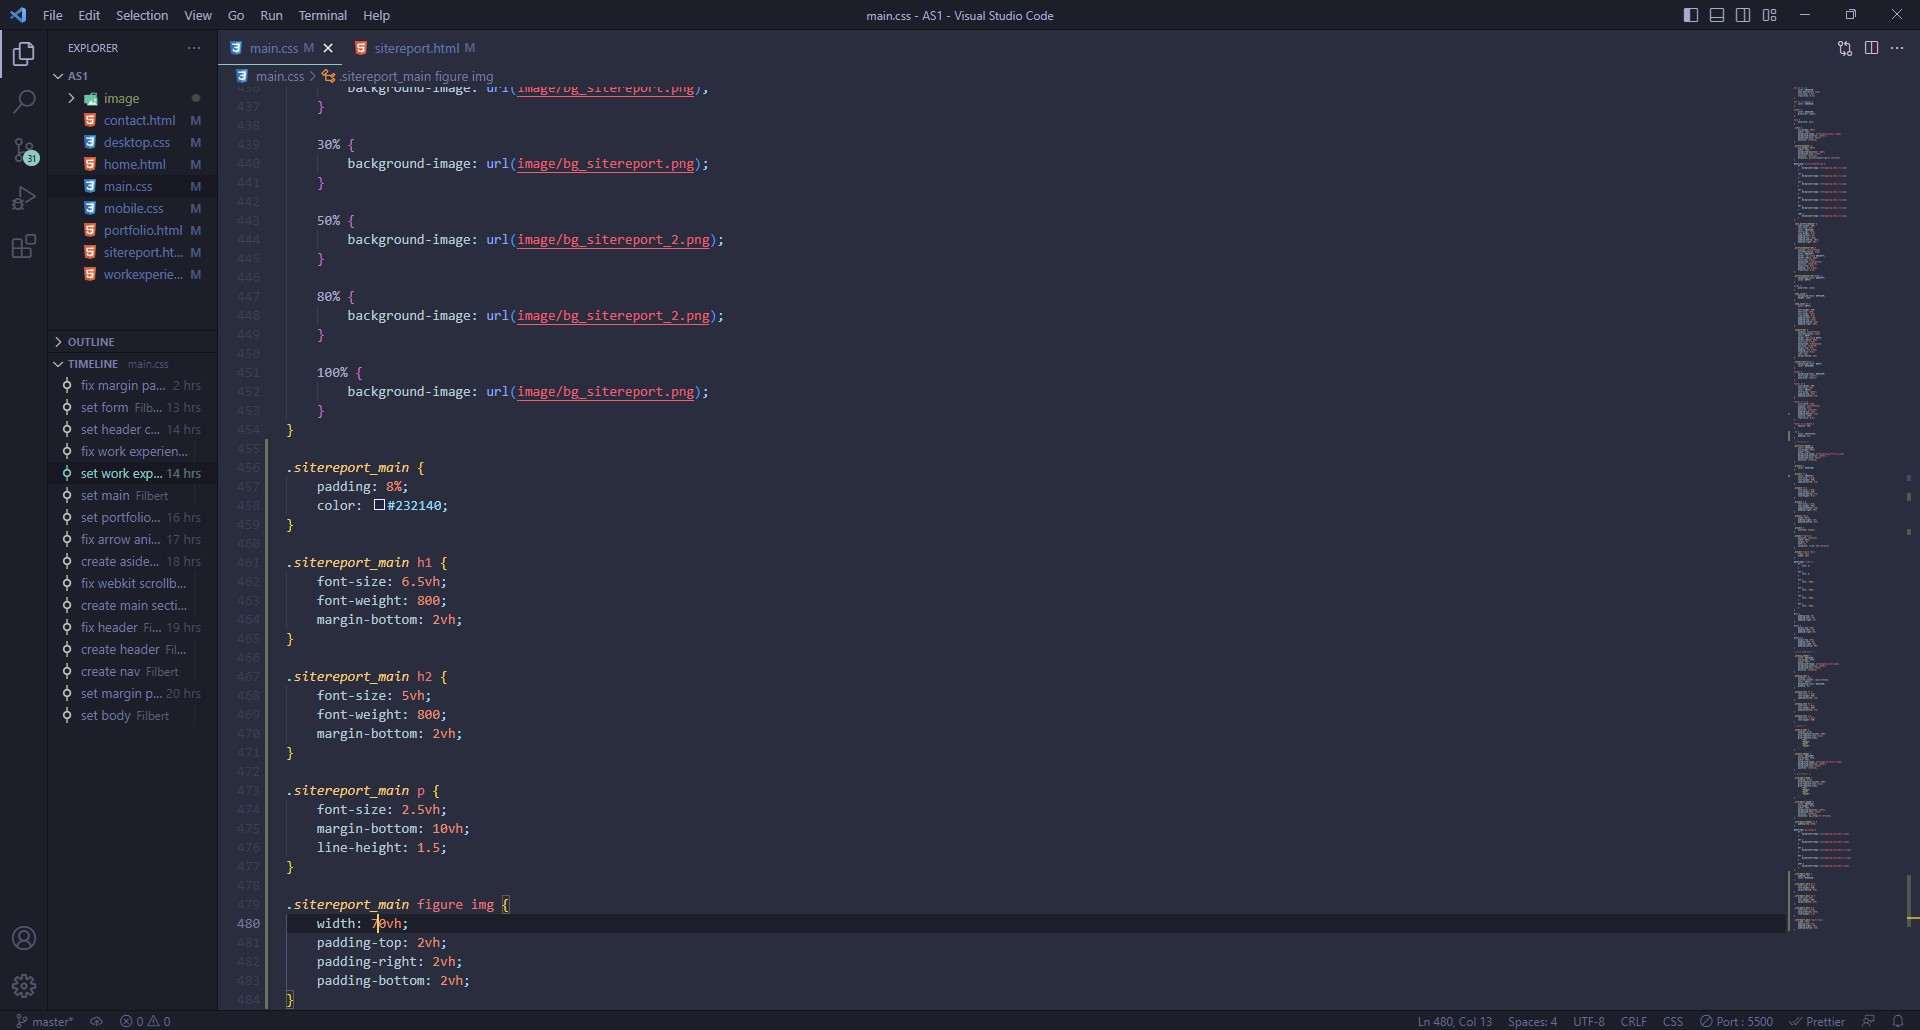 File Edit Selection View Go Run Terminal Help
main.css - AS1 - Visual Studio Code
EXPLORER
main.css M
sitereport.html M
AS1
main.css > .sitereport_main figure img
image
contact.html M
desktop.css M
home.html M
main.css M
mobile.css M
portfolio.html M
sitereport.ht... M
workexperie... M
31
OUTLINE
TIMELINE main.css
fix margin pa... 2 hrs
set form Filb... 13 hrs
set header c... 14 hrs
fix work experien...
set work exp... 14 hrs
set main Filbert
set portfolio... 16 hrs
fix arrow ani... 17 hrs
create aside... 18 hrs
fix webkit scrollb...
create main secti...
fix header Fi... 19 hrs
create header Fil...
create nav Filbert
set margin p... 20 hrs
set body Filbert
436 background-image: url(image/bg_sitereport.png);
437 }
438
439 30% {
440 background-image: url(image/bg_sitereport.png);
441 }
442
443 50% {
444 background-image: url(image/bg_sitereport_2.png);
445 }
446
447 80% {
448 background-image: url(image/bg_sitereport_2.png);
449 }
450
451 100% {
452 background-image: url(image/bg_sitereport.png);
453 }
454 }
455
456 .sitereport_main {
457 padding: 8%;
458 color: #232140;
459 }
460
461 .sitereport_main h1 {
462 font-size: 6.5vh;
463 font-weight: 800;
464 margin-bottom: 2vh;
465 }
466
467 .sitereport_main h2 {
468 font-size: 5vh;
469 font-weight: 800;
470 margin-bottom: 2vh;
471 }
472
473 .sitereport_main p {
474 font-size: 2.5vh;
475 margin-bottom: 10vh;
476 line-height: 1.5;
477 }
478
479 .sitereport_main figure img {
480 width: 70vh;
481 padding-top: 2vh;
482 padding-right: 2vh;
483 padding-bottom: 2vh;
484 }
master* 0 0
Ln 480, Col 13 Spaces: 4 UTF-8 CRLF CSS Port : 5500 Prettier